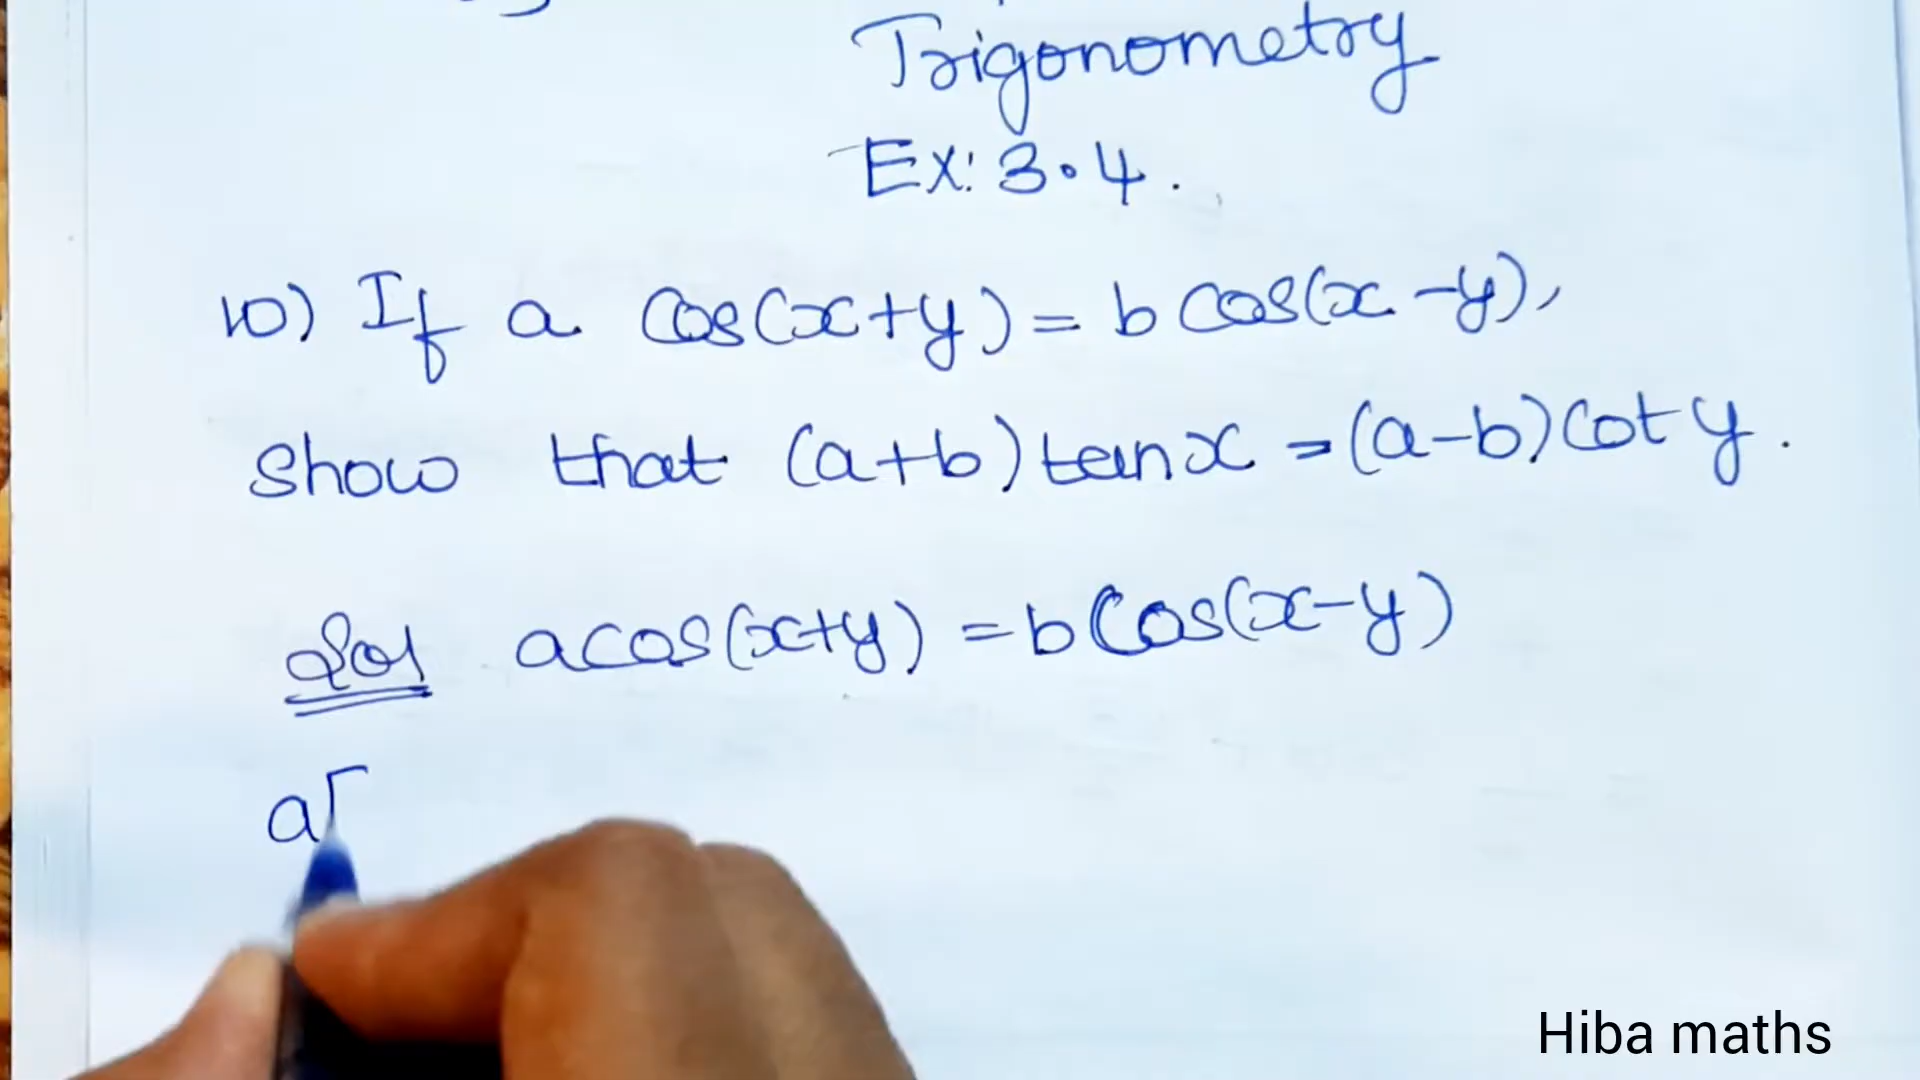 Trigonometry
Ex: 3.4.
10) If a cos(x+y) = b cos(x-y),
show that (a+b) tan x = (a-b) cot y.
Sol a cos(x+y) = b cos(x-y)
a[
Hiba maths